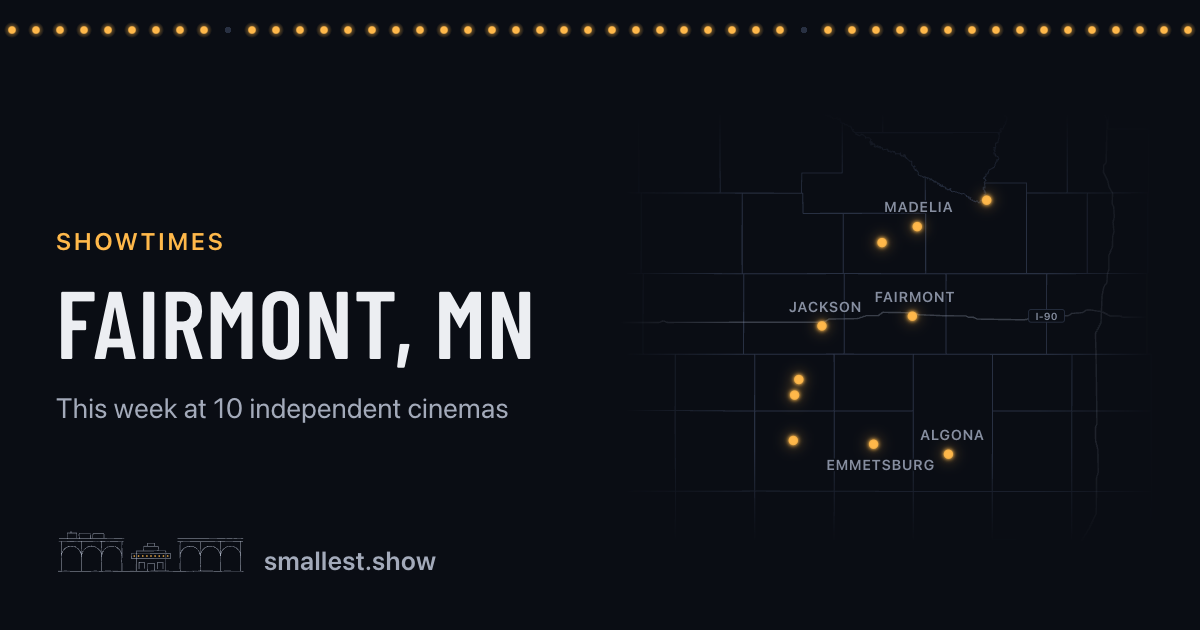 SHOWTIMES
FAIRMONT, MN
This week at 10 independent cinemas
smallest.show
MADELIA
JACKSON
FAIRMONT
I-90
ALGONA
EMMETSBURG